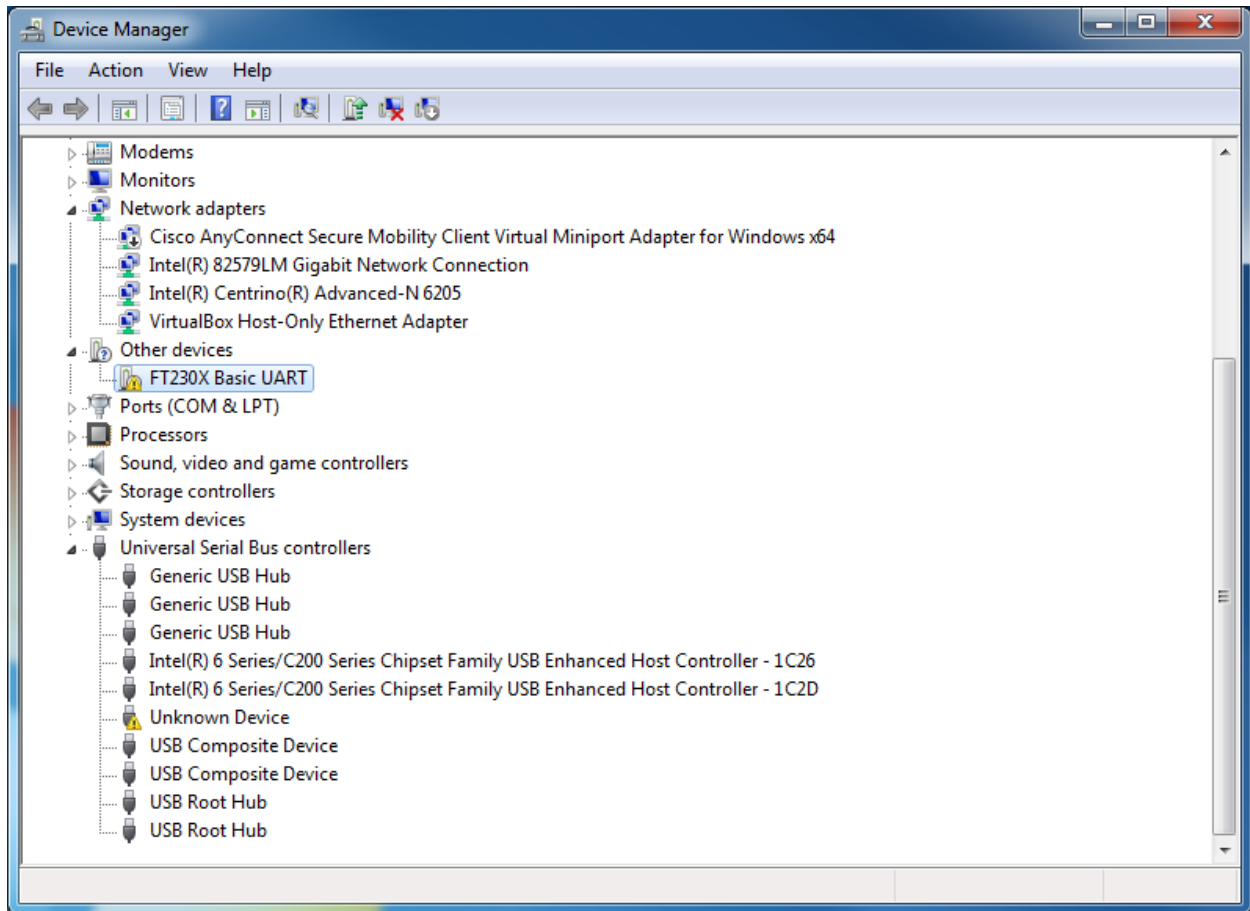 Device Manager
File Action View Help
Modems
Monitors
Network adapters
Cisco AnyConnect Secure Mobility Client Virtual Miniport Adapter for Windows x64
Intel(R) 82579LM Gigabit Network Connection
Intel(R) Centrino(R) Advanced-N 6205
VirtualBox Host-Only Ethernet Adapter
Other devices
FT230X Basic UART
Ports (COM & LPT)
Processors
Sound, video and game controllers
Storage controllers
System devices
Universal Serial Bus controllers
Generic USB Hub
Generic USB Hub
Generic USB Hub
Intel(R) 6 Series/C200 Series Chipset Family USB Enhanced Host Controller - 1C26
Intel(R) 6 Series/C200 Series Chipset Family USB Enhanced Host Controller - 1C2D
Unknown Device
USB Composite Device
USB Composite Device
USB Root Hub
USB Root Hub